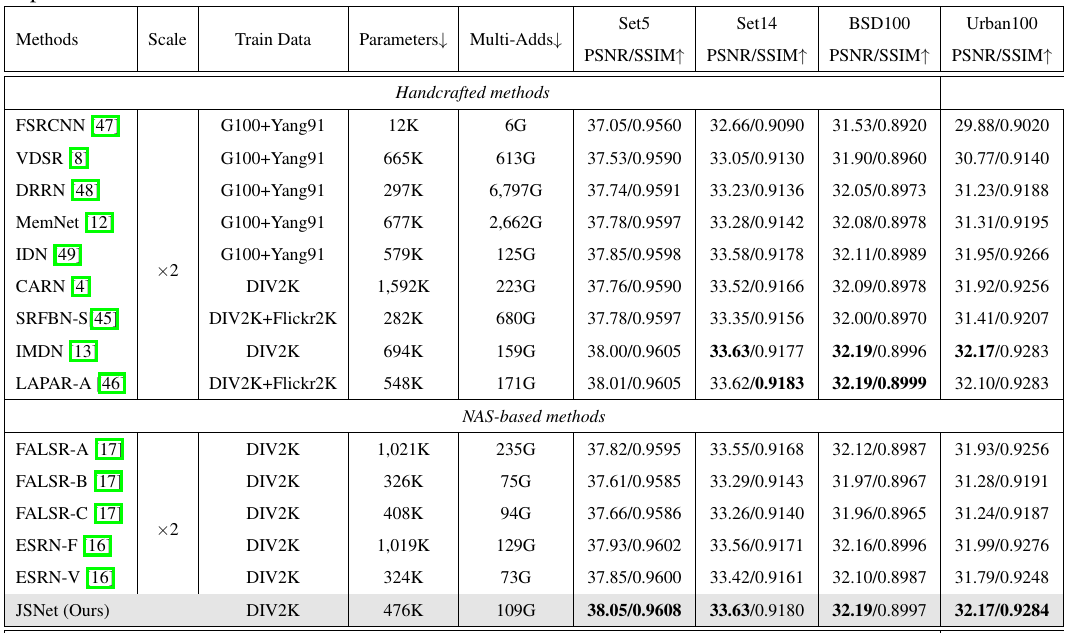 Methods Scale Train Data Parameters↓ Multi-Adds↓ Set5 PSNR/SSIM↑ Set14 PSNR/SSIM↑ BSD100 PSNR/SSIM↑ Urban100 PSNR/SSIM↑
Handcrafted methods
FSRCNN [47] ×2 G100+Yang91 12K 6G 37.05/0.9560 32.66/0.9090 31.53/0.8920 29.88/0.9020
VDSR [8] G100+Yang91 665K 613G 37.53/0.9590 33.05/0.9130 31.90/0.8960 30.77/0.9140
DRRN [48] G100+Yang91 297K 6,797G 37.74/0.9591 33.23/0.9136 32.05/0.8973 31.23/0.9188
MemNet [12] G100+Yang91 677K 2,662G 37.78/0.9597 33.28/0.9142 32.08/0.8978 31.31/0.9195
IDN [49] G100+Yang91 579K 125G 37.85/0.9598 33.58/0.9178 32.11/0.8989 31.95/0.9266
CARN [4] DIV2K 1,592K 223G 37.76/0.9590 33.52/0.9166 32.09/0.8978 31.92/0.9256
SRFBN-S [45] DIV2K+Flickr2K 282K 680G 37.78/0.9597 33.35/0.9156 32.00/0.8970 31.41/0.9207
IMDN [13] DIV2K 694K 159G 38.00/0.9605 33.63/0.9177 32.19/0.8996 32.17/0.9283
LAPAR-A [46] DIV2K+Flickr2K 548K 171G 38.01/0.9605 33.62/0.9183 32.19/0.8999 32.10/0.9283
NAS-based methods
FALSR-A [17] ×2 DIV2K 1,021K 235G 37.82/0.9595 33.55/0.9168 32.12/0.8987 31.93/0.9256
FALSR-B [17] DIV2K 326K 75G 37.61/0.9585 33.29/0.9143 31.97/0.8967 31.28/0.9191
FALSR-C [17] DIV2K 408K 94G 37.66/0.9586 33.26/0.9140 31.96/0.8965 31.24/0.9187
ESRN-F [16] DIV2K 1,019K 129G 37.93/0.9602 33.56/0.9171 32.16/0.8996 31.99/0.9276
ESRN-V [16] DIV2K 324K 73G 37.85/0.9600 33.42/0.9161 32.10/0.8987 31.79/0.9248
JSNet (Ours) DIV2K 476K 109G 38.05/0.9608 33.63/0.9180 32.19/0.8997 32.17/0.9284